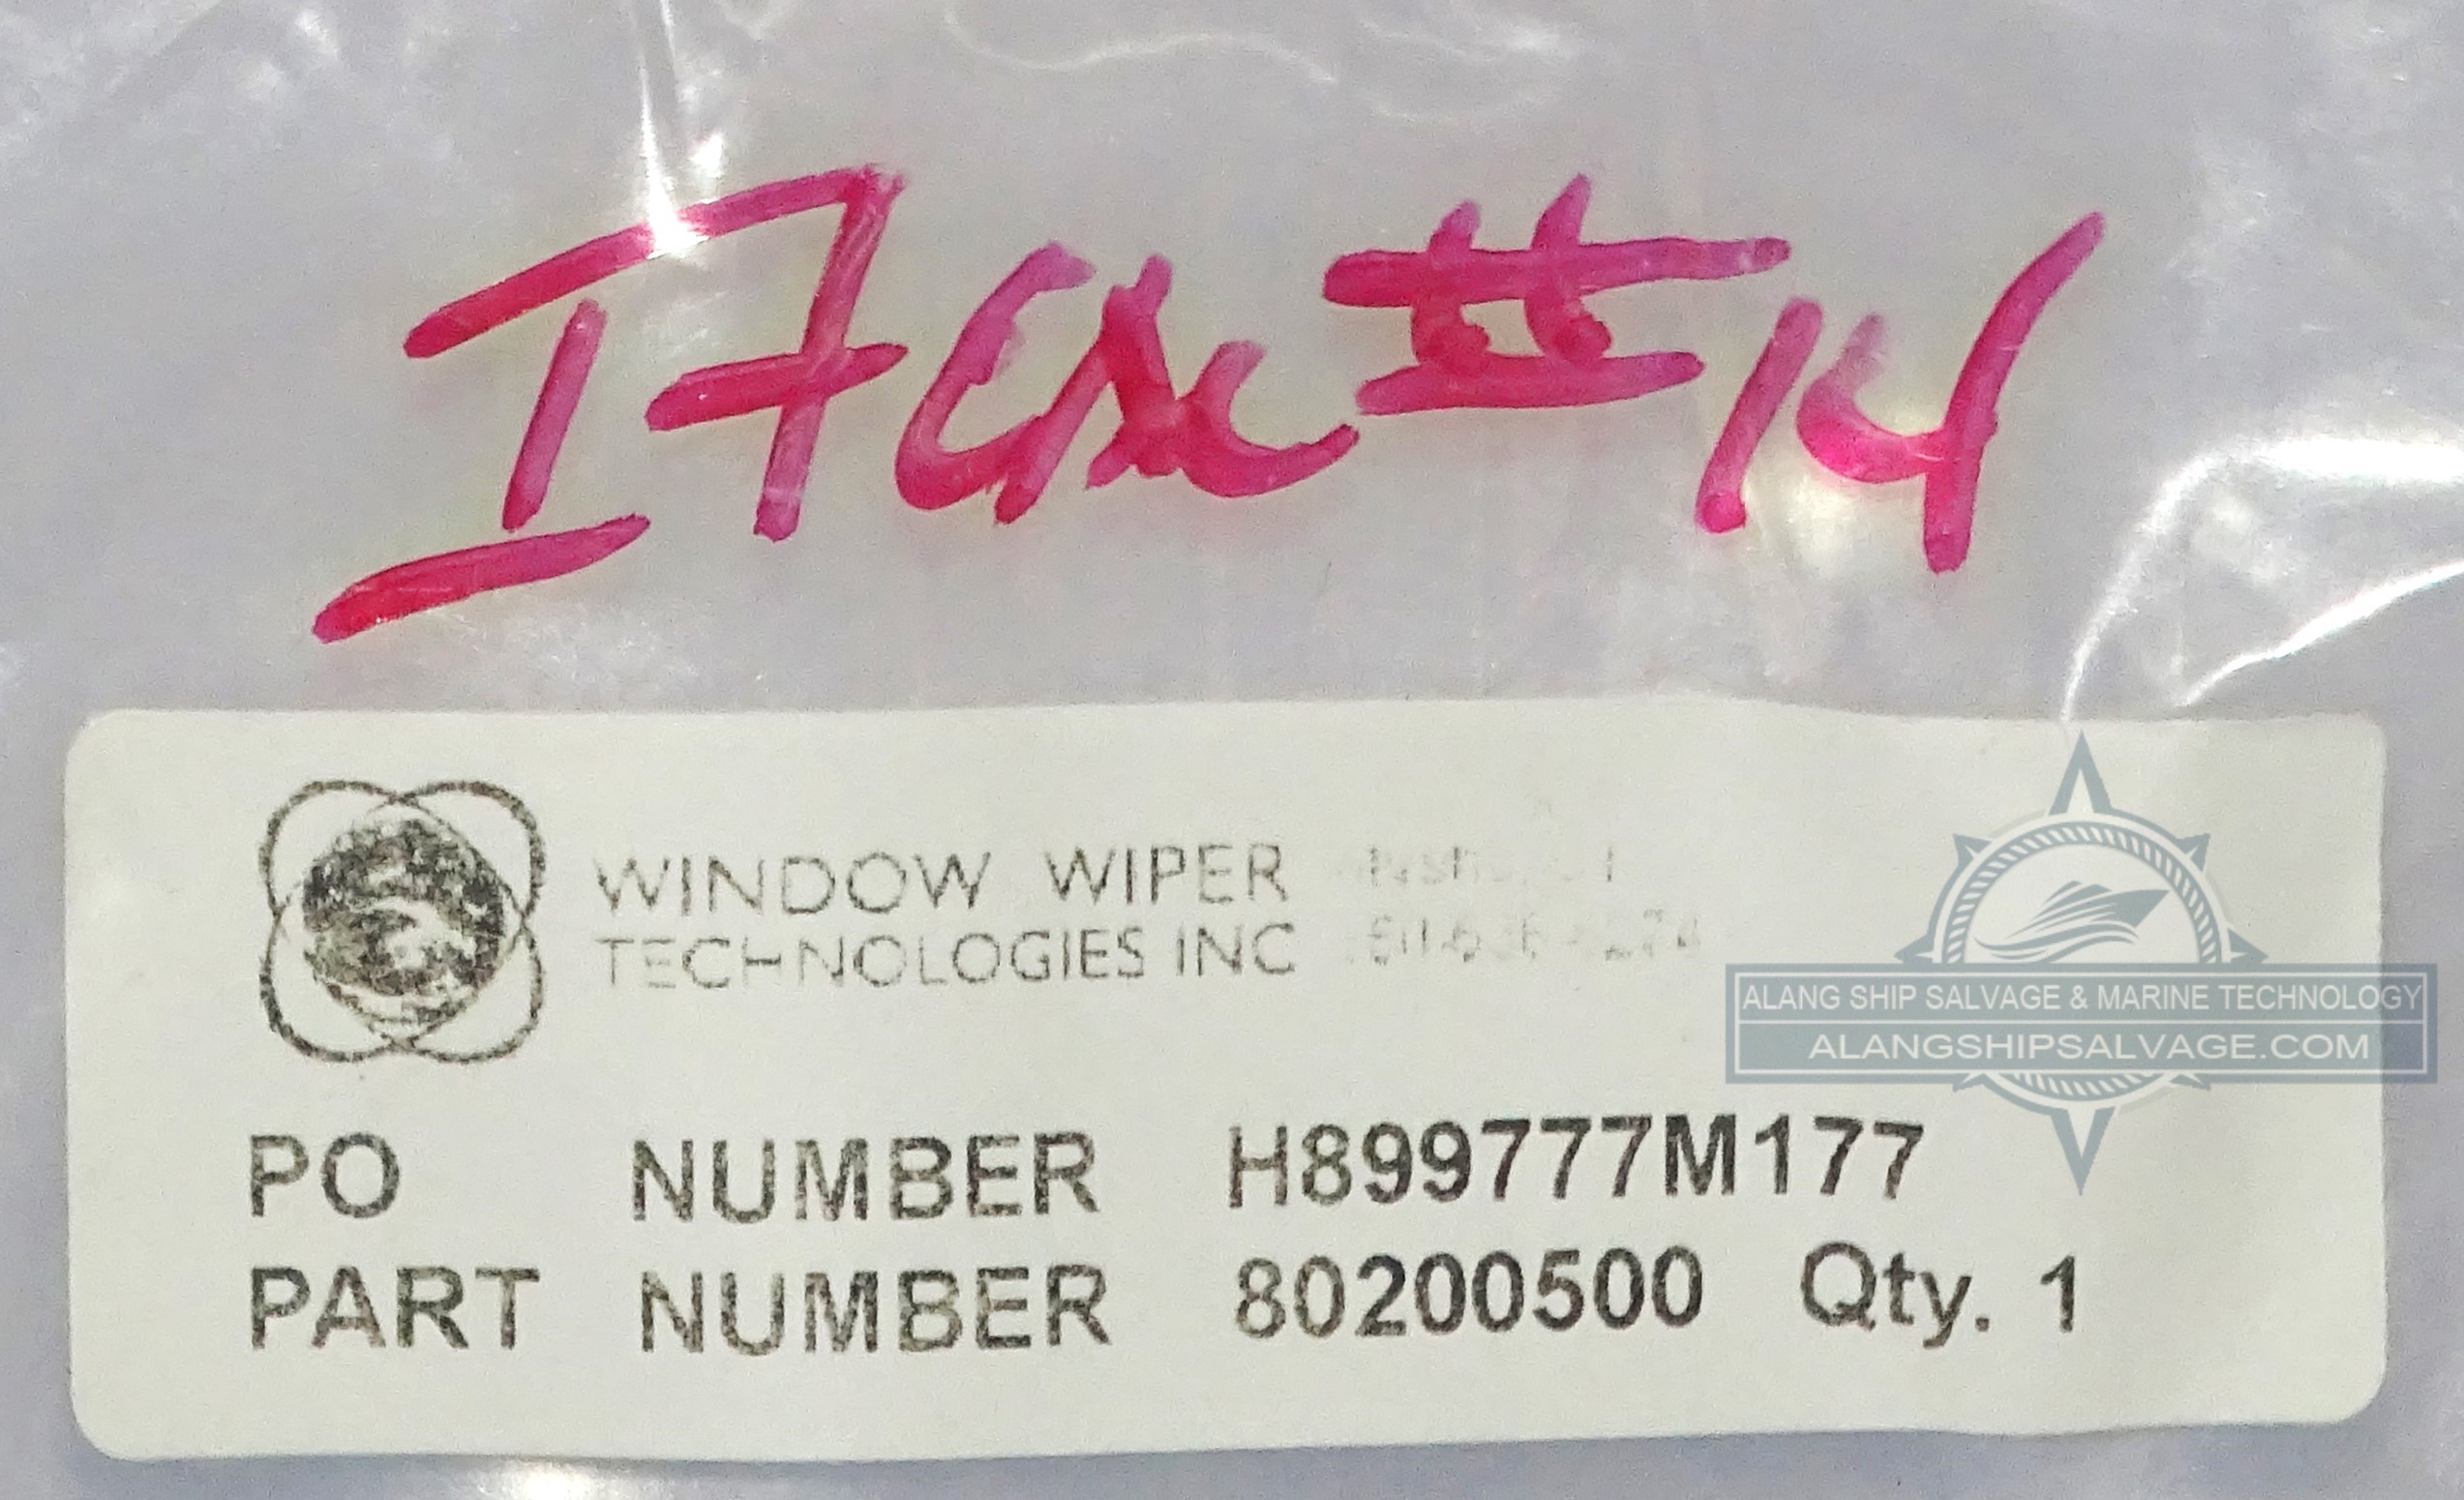 #14
WINDOW WIPER
TECHNOLOGIES INC
PO NUMBER H899777M177
PART NUMBER 80200500 Qty. 1
ALANG SHIP SALVAGE & MARINE TECHNOLOGY
ALANGSHIPSALVAGE.COM